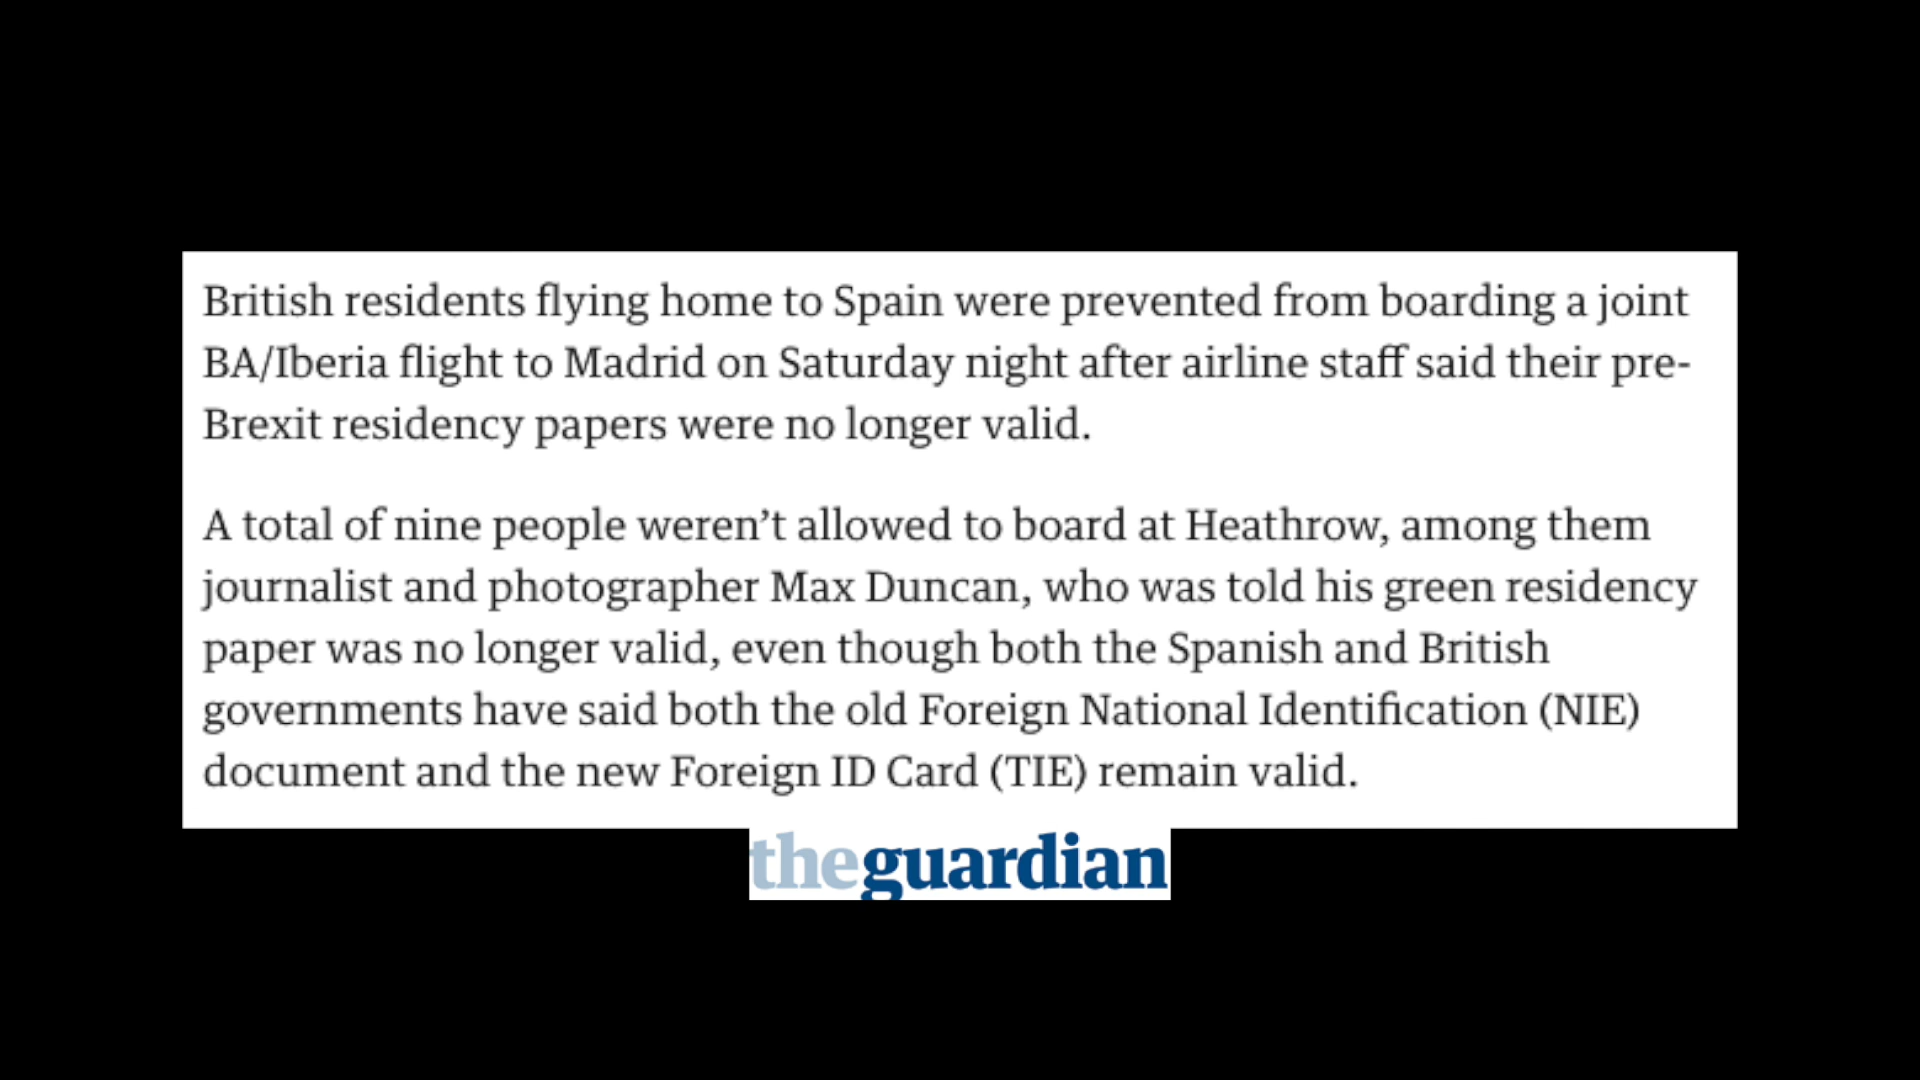 British residents flying home to Spain were prevented from boarding a joint
BA/Iberia flight to Madrid on Saturday night after airline staff said their pre-
Brexit residency papers were no longer valid.
A total of nine people weren’t allowed to board at Heathrow, among them
journalist and photographer Max Duncan, who was told his green residency
paper was no longer valid, even though both the Spanish and British
governments have said both the old Foreign National Identification (NIE)
document and the new Foreign ID Card (TIE) remain valid.
theguardian